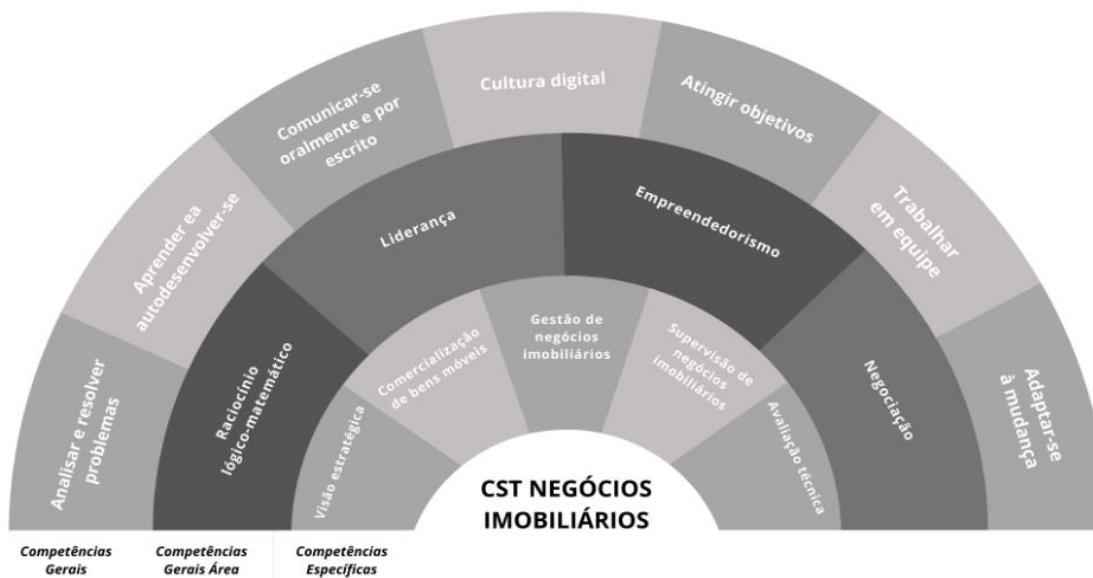 Analisar e resolver
problemas
Aprender ea
autodesenvolver-se
Comunicar-se
oralmente e por
escrito
Cultura digital
Atingir objetivos
Trabalhar
em equipe
Adaptar-se
à mudança
Raciocínio
lógico-matemático
Liderança
Empreendedorismo
Negociação
Visão estratégica
Comercialização
de bens móveis
Gestão de
negócios
imobiliários
Supervisão de
negócios
imobiliários
Avaliação técnica
CST NEGÓCIOS
IMOBILIÁRIOS
Competências
Gerais
Competências
Gerais Área
Competências
Específicas